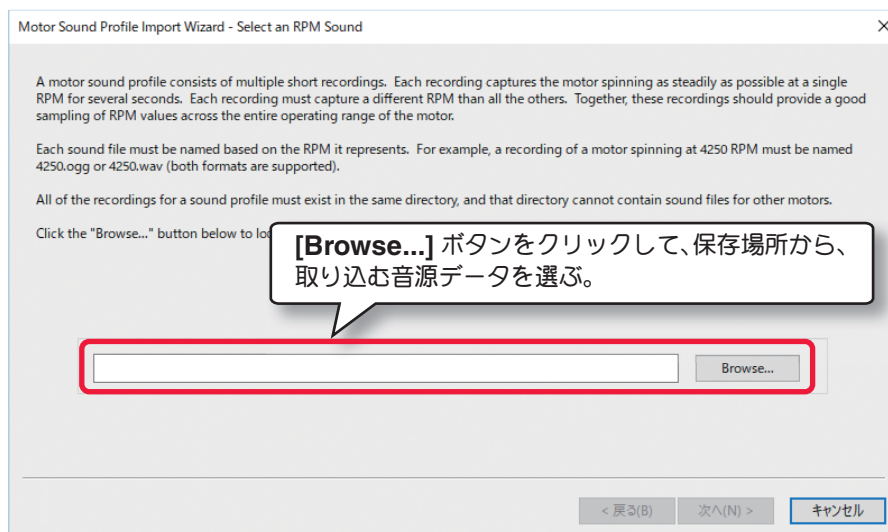 Motor Sound Profile Import Wizard - Select an RPM Sound
A motor sound profile consists of multiple short recordings.  Each recording captures the motor spinning as steadily as possible at a single
RPM for several seconds.  Each recording must capture a different RPM than all the others.  Together, these recordings should provide a good
sampling of RPM values across the entire operating range of the motor.
Each sound file must be named based on the RPM it represents.  For example, a recording of a motor spinning at 4250 RPM must be named
4250.ogg or 4250.wav (both formats are supported).
All of the recordings for a sound profile must exist in the same directory, and that directory cannot contain sound files for other motors.
Click the "Browse..." button below to
[Browse...] ボタンをクリックして、保存場所から、
取り込む音源データを選ぶ。
Browse...
< 戻る(B)
次へ(N) >
キャンセル